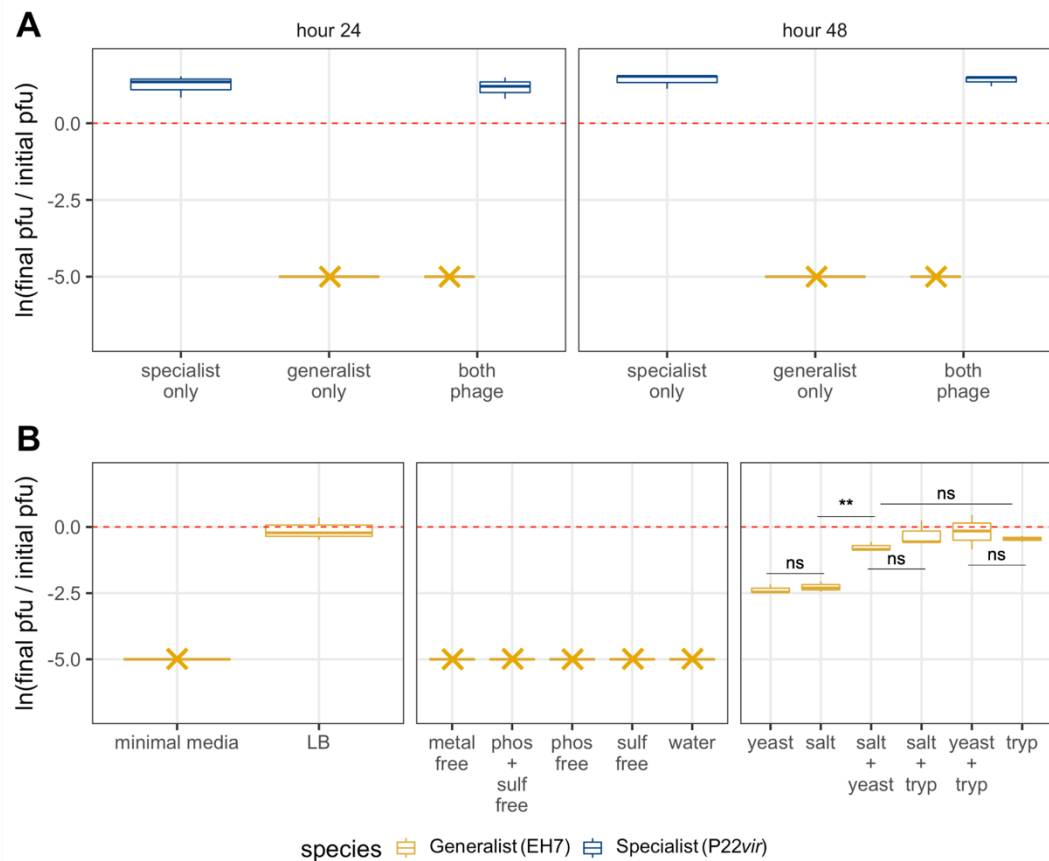 A
hour 24
hour 48
ln(final pfu / initial pfu)
0.0
-2.5
-5.0
specialist
only
generalist
only
both
phage
specialist
only
generalist
only
both
phage
B
ln(final pfu / initial pfu)
0.0
-2.5
-5.0
ns
**
ns
ns
ns
minimal media
LB
metal
free
phos
+
sulf
free
phos
free
sulf
free
water
yeast
salt
salt
+
yeast
salt
+
tryp
yeast
+
tryp
tryp
species
Generalist (EH7)
Specialist (P22vir)